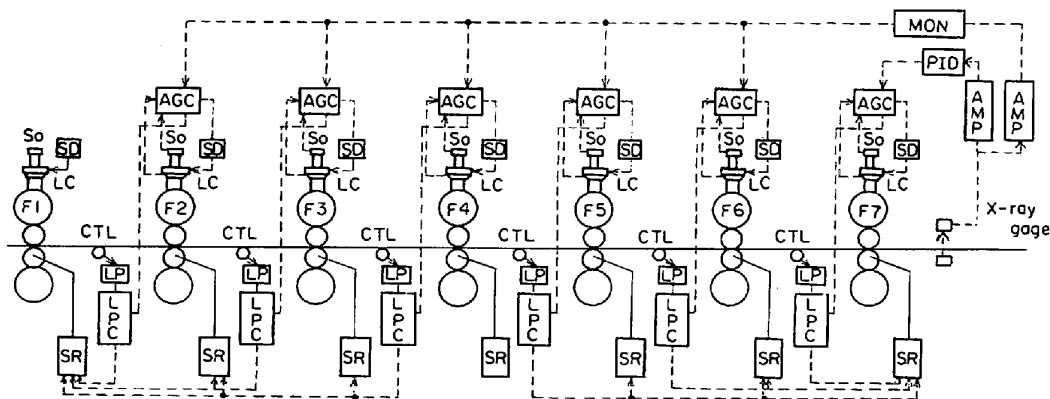 MON
PID
AMP
AMP
AGC AGC AGC AGC AGC AGC
So SD So SD So SD So SD So SD So SD So SD
LC LC LC LC LC LC LC
F1 F2 F3 F4 F5 F6 F7
X-ray
gage
CTL CTL CTL CTL CTL CTL
LP LP LP LP LP LP
LPC LPC LPC LPC LPC LPC
SR SR SR SR SR SR SR